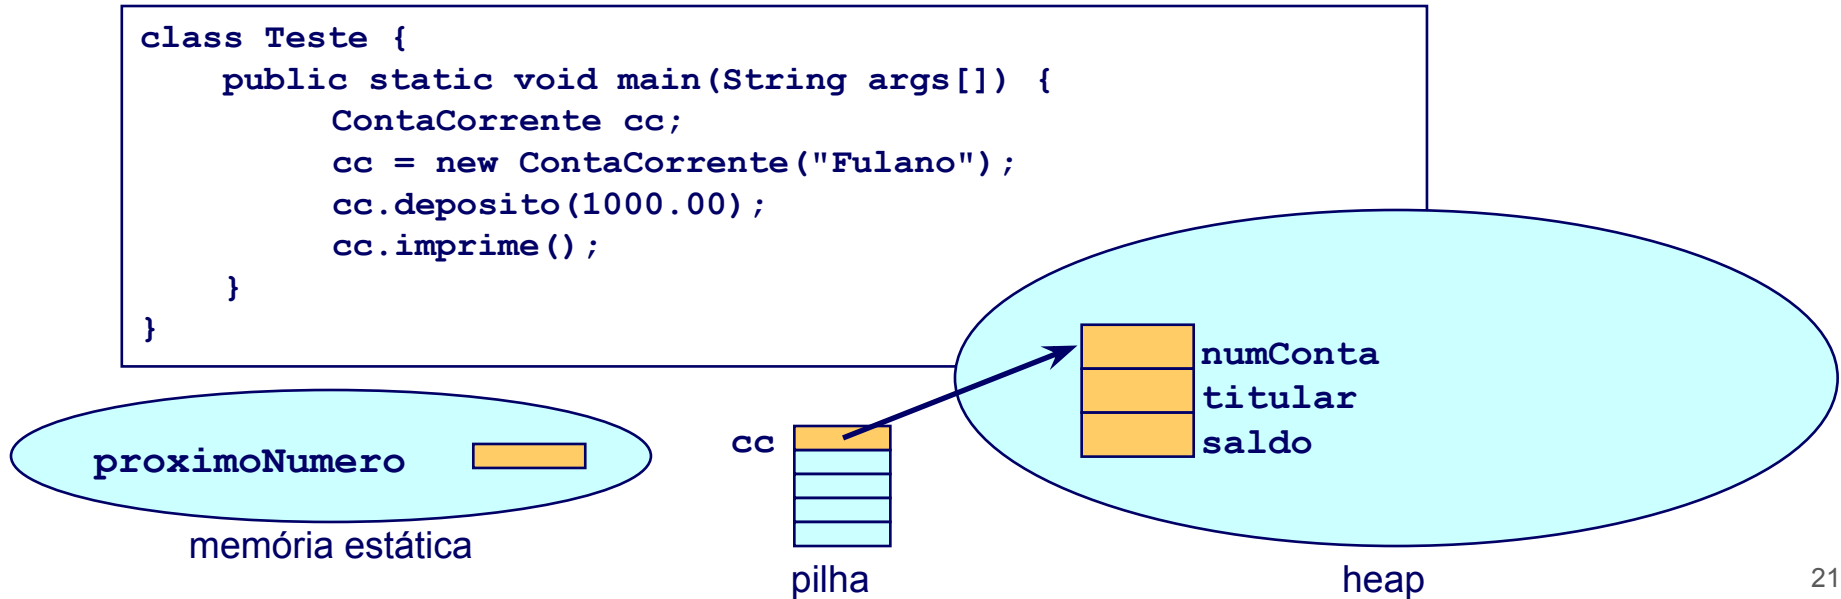 class Teste {
public static void main(String args[]) {
ContaCorrente cc;
cc = new ContaCorrente("Fulano");
cc.deposito(1000.00);
cc.imprime();
}
}
numConta
titular
saldo
cc
proximoNumero
memória estática
pilha
heap
21